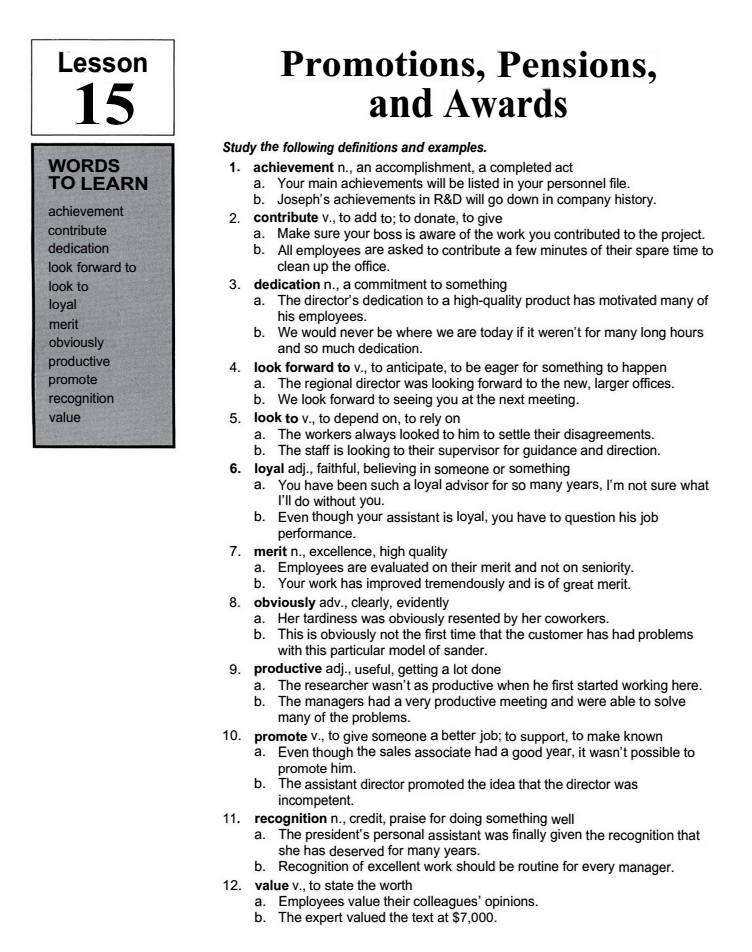 Lesson
15
WORDS
TO LEARN
achievement
contribute
dedication
look forward to
look to
loyal
merit
obviously
productive
promote
recognition
value
Promotions, Pensions,
and Awards
Study the following definitions and examples.
1. achievement n., an accomplishment, a completed act
a. Your main achievements will be listed in your personnel file.
b. Joseph's achievements in R&D will go down in company history.
2. contribute v., to add to; to donate, to give
a. Make sure your boss is aware of the work you contributed to the project.
b. All employees are asked to contribute a few minutes of their spare time to
clean up the office.
3. dedication n., a commitment to something
a. The director's dedication to a high-quality product has motivated many of
his employees.
b. We would never be where we are today if it weren't for many long hours
and so much dedication.
4. look forward to v., to anticipate, to be eager for something to happen
a. The regional director was looking forward to the new, larger offices.
b. We look forward to seeing you at the next meeting.
5. look to v., to depend on, to rely on
a. The workers always looked to him to settle their disagreements.
b. The staff is looking to their supervisor for guidance and direction.
6. loyal adj., faithful, believing in someone or something
a. You have been such a loyal advisor for so many years, I'm not sure what
I'll do without you.
b. Even though your assistant is loyal, you have to question his job
performance.
7. merit n., excellence, high quality
a. Employees are evaluated on their merit and not on seniority.
b. Your work has improved tremendously and is of great merit.
8. obviously adv., clearly, evidently
a. Her tardiness was obviously resented by her coworkers.
b. This is obviously not the first time that the customer has had problems
with this particular model of sander.
9. productive adj., useful, getting a lot done
a. The researcher wasn't as productive when he first started working here.
b. The managers had a very productive meeting and were able to solve
many of the problems.
10. promote v., to give someone a better job; to support, to make known
a. Even though the sales associate had a good year, it wasn't possible to
promote him.
b. The assistant director promoted the idea that the director was
incompetent.
11. recognition n., credit, praise for doing something well
a. The president's personal assistant was finally given the recognition that
she has deserved for many years.
b. Recognition of excellent work should be routine for every manager.
12. value v., to state the worth
a. Employees value their colleagues' opinions.
b. The expert valued the text at $7,000.